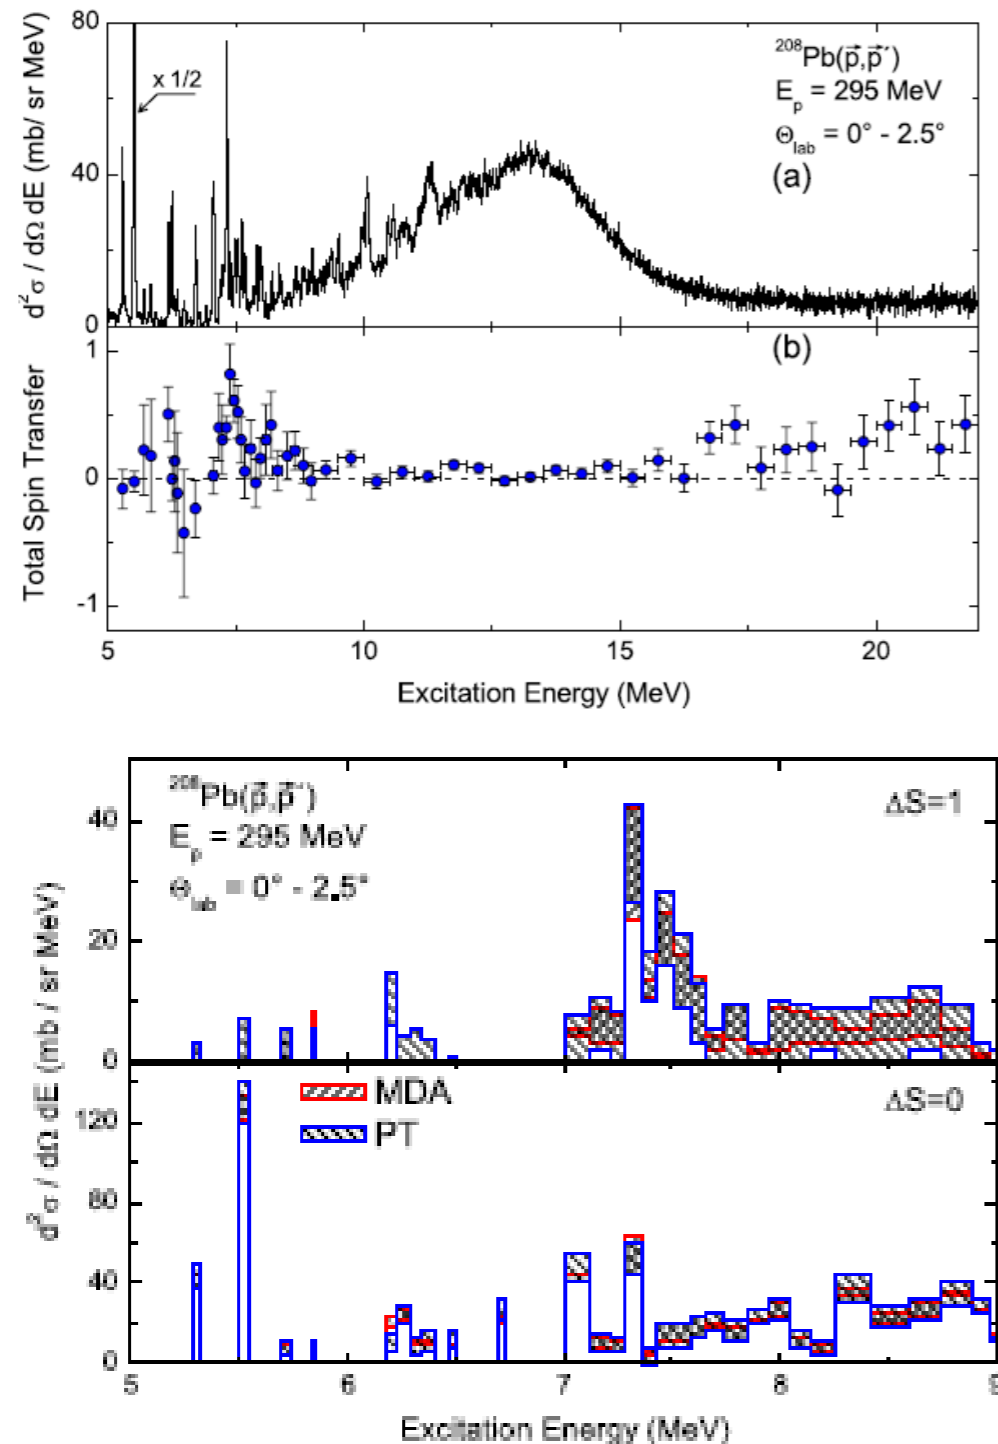 80
40
0
d²σ / dΩ dE (mb/ sr MeV)
x 1/2
²⁰⁸Pb(p⃗,p⃗´)
E_p = 295 MeV
Θ_lab = 0° - 2.5°
(a)
1
0
-1
Total Spin Transfer
(b)
5 10 15 20
Excitation Energy (MeV)
²⁰⁸Pb(p⃗,p⃗´)
E_p = 295 MeV
Θ_lab = 0° - 2.5°
ΔS=1
40
20
0
d²σ / dΩ dE (mb / sr MeV)
MDA
PT
ΔS=0
120
80
40
0
5 6 7 8 9
Excitation Energy (MeV)